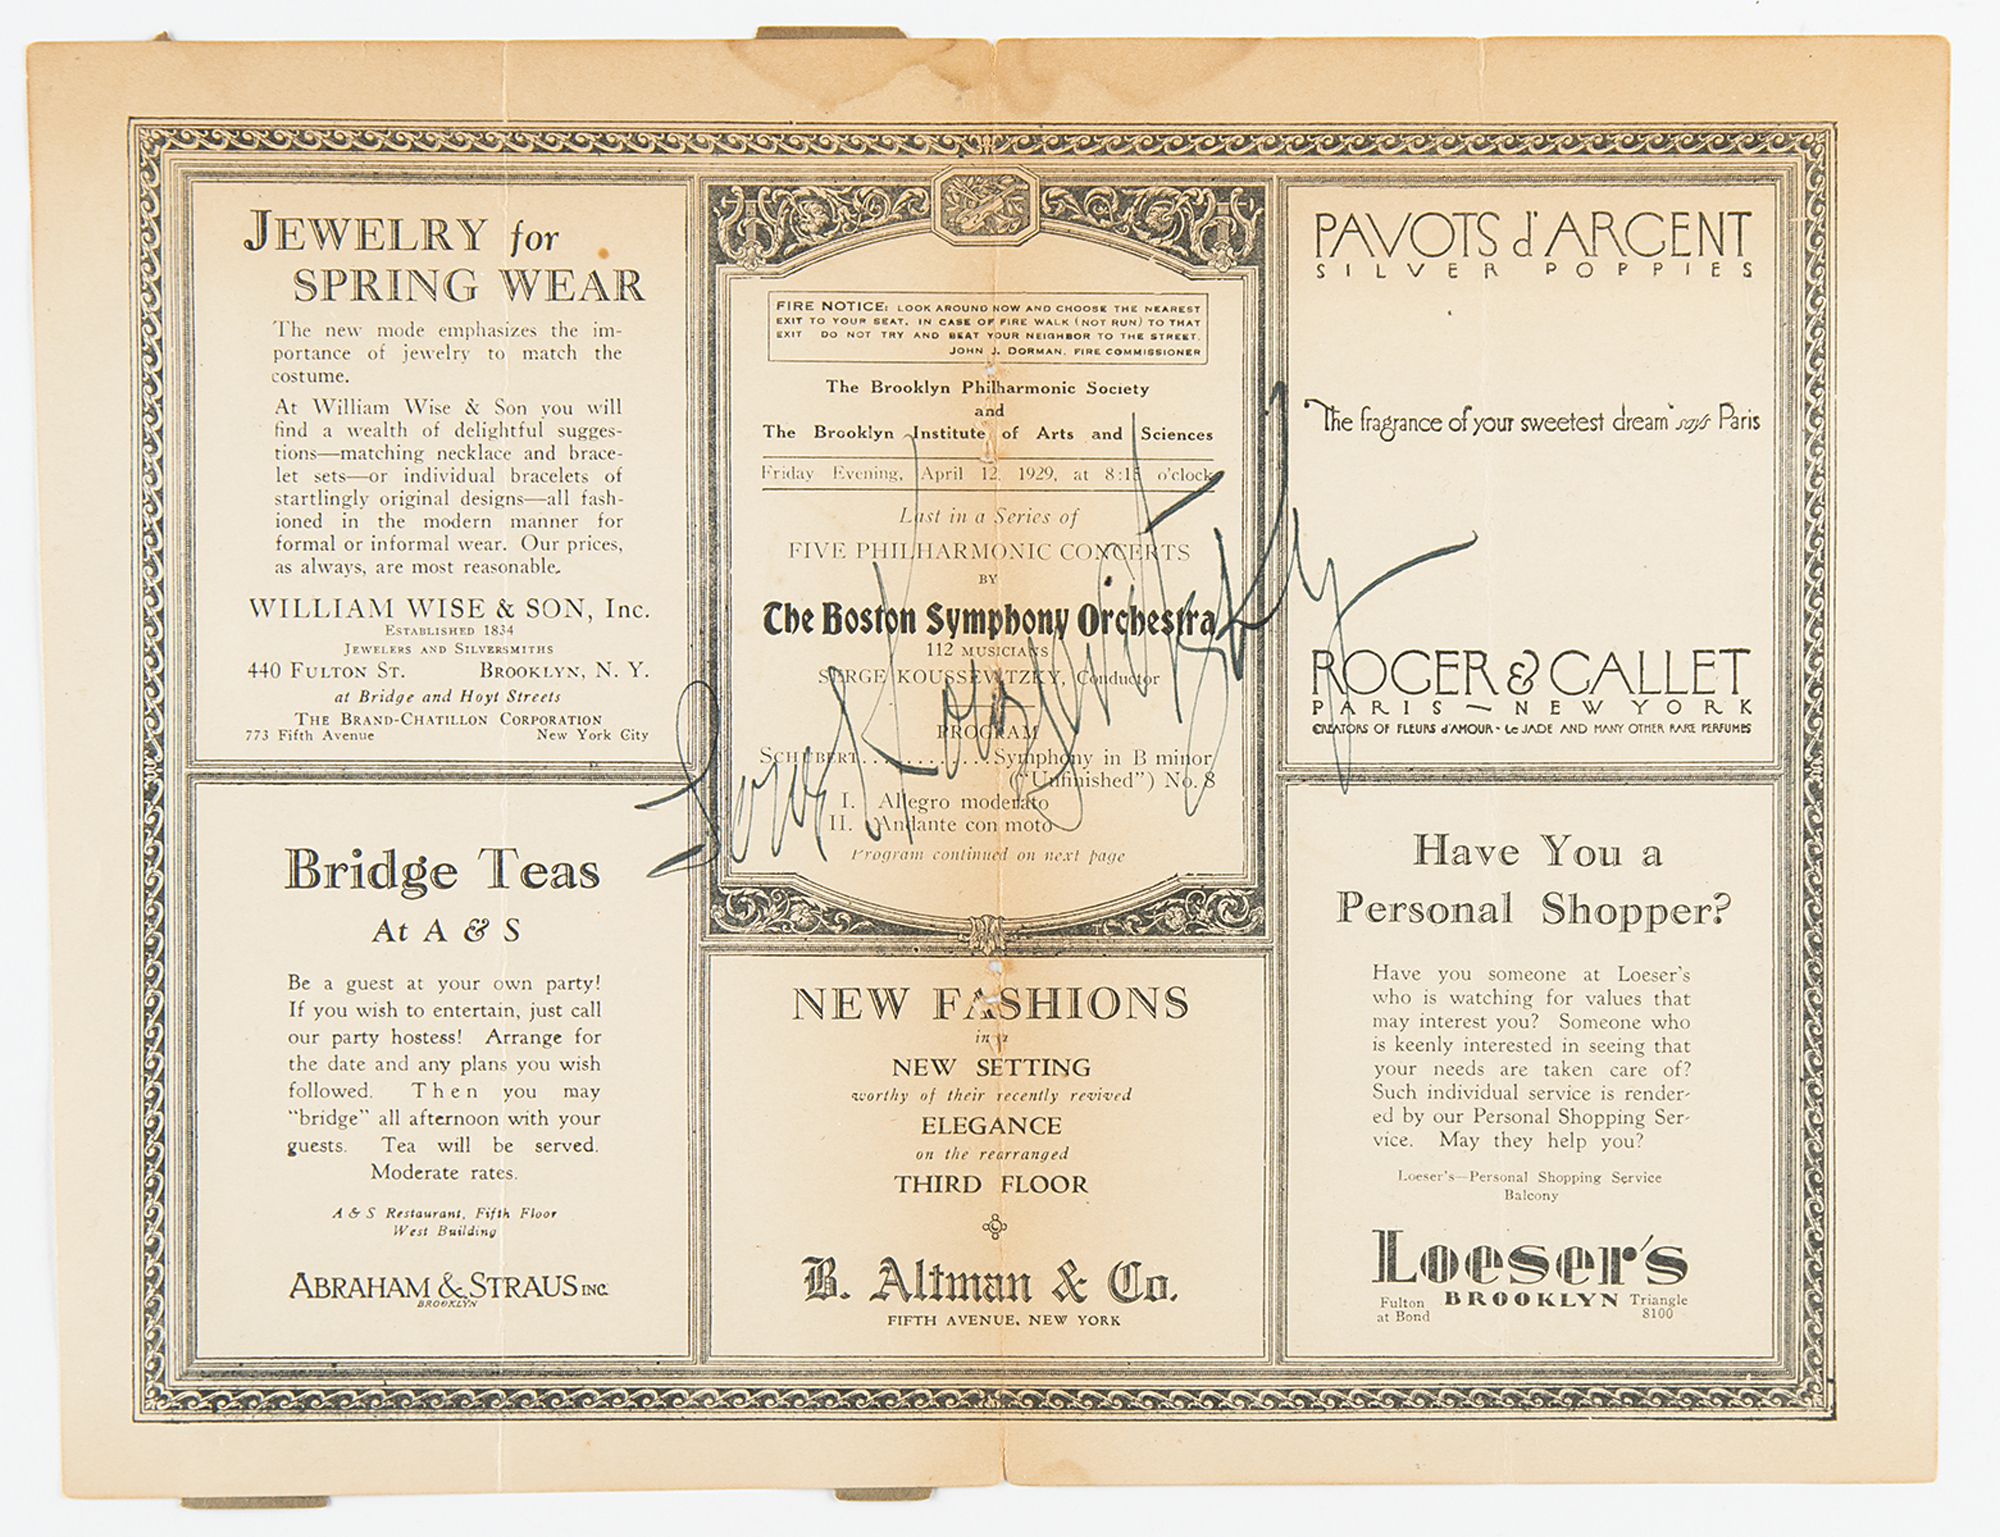 JEWELRY for
SPRING WEAR
The new mode emphasizes the im-
portance of jewelry to match the
costume.
At William Wise & Son you will
find a wealth of delightful sugges-
tions—matching necklace and brace-
let sets—or individual bracelets of
startlingly original designs—all fash-
ioned in the modern manner for
formal or informal wear. Our prices,
as always, are most reasonable.
WILLIAM WISE & SON, Inc.
ESTABLISHED 1834
JEWELERS AND SILVERSMITHS
440 FULTON ST. BROOKLYN, N. Y.
at Bridge and Hoyt Streets
THE BRAND-CHATILLON CORPORATION
773 Fifth Avenue New York City
Bridge Teas
At A & S
Be a guest at your own party!
If you wish to entertain, just call
our party hostess! Arrange for
the date and any plans you wish
followed. Then you may
"bridge" all afternoon with your
guests. Tea will be served.
Moderate rates.
A & S Restaurant, Fifth Floor
West Building
ABRAHAM & STRAUS INC.
BROOKLYN
FIRE NOTICE: LOOK AROUND NOW AND CHOOSE THE NEAREST
EXIT TO YOUR SEAT. IN CASE OF FIRE WALK (NOT RUN) TO THAT
EXIT DO NOT TRY AND BEAT YOUR NEIGHBOR TO THE STREET.
JOHN J. DORMAN, FIRE COMMISSIONER
The Brooklyn Philharmonic Society
and
The Brooklyn Institute of Arts and Sciences
Friday Evening, April 12, 1929, at 8:15 o'clock
Last in a Series of
FIVE PHILHARMONIC CONCERTS
BY
The Boston Symphony Orchestra
112 MUSICIANS
SERGE KOUSSEVITZKY, Conductor
Serge Koussevitzky
PROGRAM
SCHUBERT............Symphony in B minor
("Unfinished") No. 8
I. Allegro moderato
II. Andante con moto
Program continued on next page
NEW FASHIONS
in a
NEW SETTING
worthy of their recently revived
ELEGANCE
on the rearranged
THIRD FLOOR
B. Altman & Co.
FIFTH AVENUE, NEW YORK
PAVOTS d'ARGENT
SILVER POPPIES
"The fragrance of your sweetest dream" says Paris
ROGER & GALLET
PARIS — NEW YORK
CREATORS OF FLEURS d'AMOUR - Le JADE AND MANY OTHER RARE PERFUMES
Have You a
Personal Shopper?
Have you someone at Loeser's
who is watching for values that
may interest you? Someone who
is keenly interested in seeing that
your needs are taken care of?
Such individual service is render-
ed by our Personal Shopping Ser-
vice. May they help you?
Loeser's—Personal Shopping Service
Balcony
Loeser's
Fulton at Bond BROOKLYN Triangle 8100